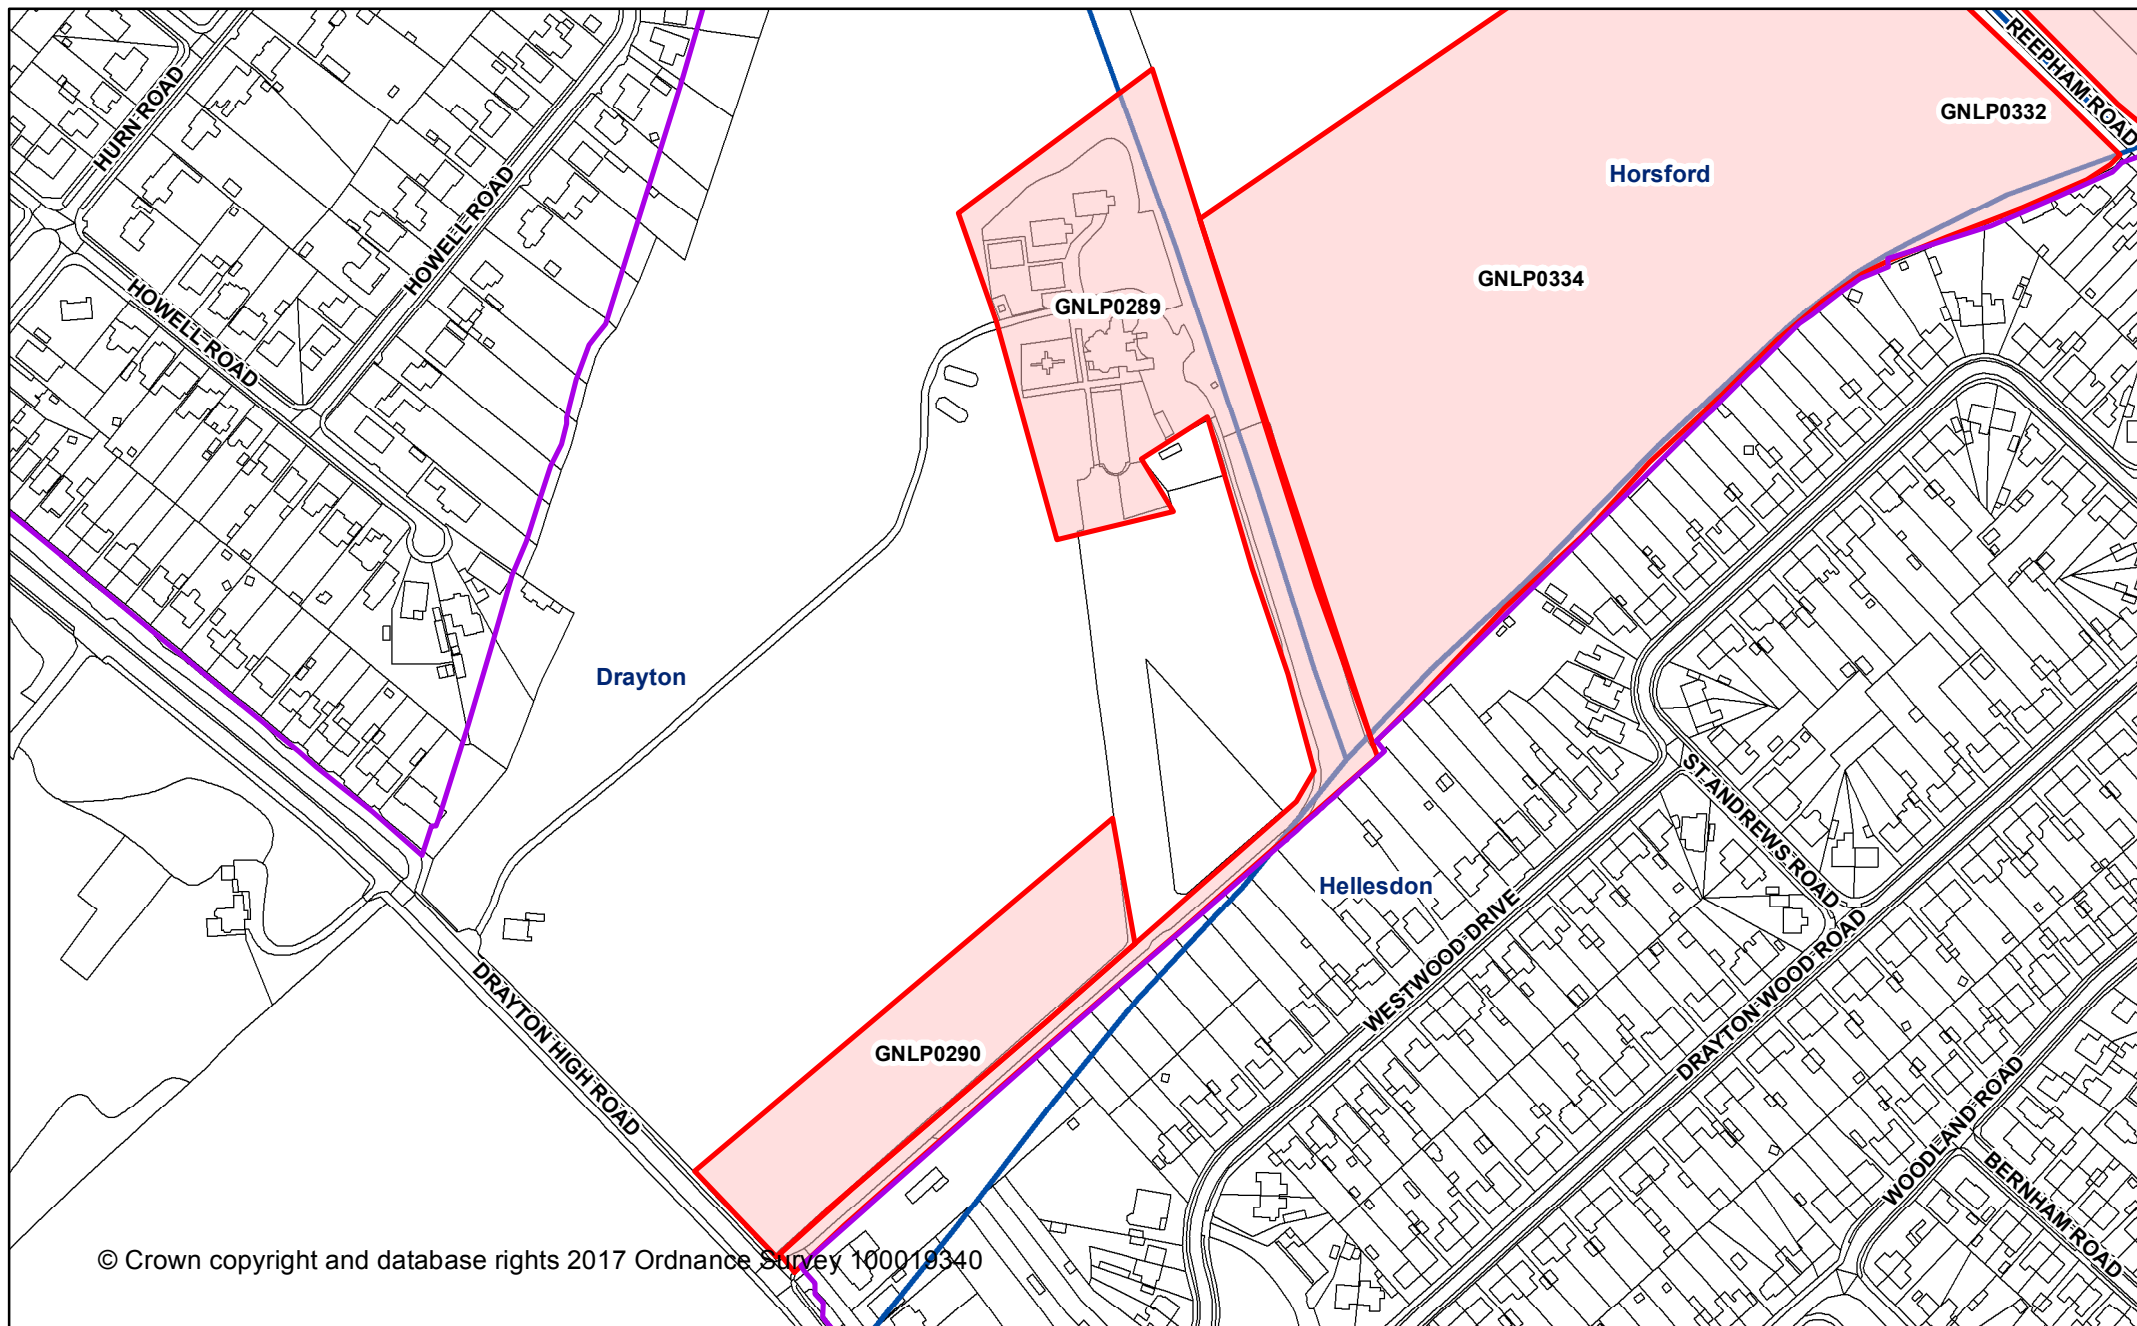 REEPHAM ROAD
HURN ROAD
GNLP0332
Horsford
HOWELL ROAD
GNLP0334
GNLP0289
HOWELL ROAD
Drayton
ST ANDREWS ROAD
Hellesdon
WESTWOOD DRIVE
DRAYTON WOOD ROAD
DRAYTON HIGH ROAD
GNLP0290
WOODLAND ROAD
BERNHAM ROAD
© Crown copyright and database rights 2017 Ordnance Survey 100019340